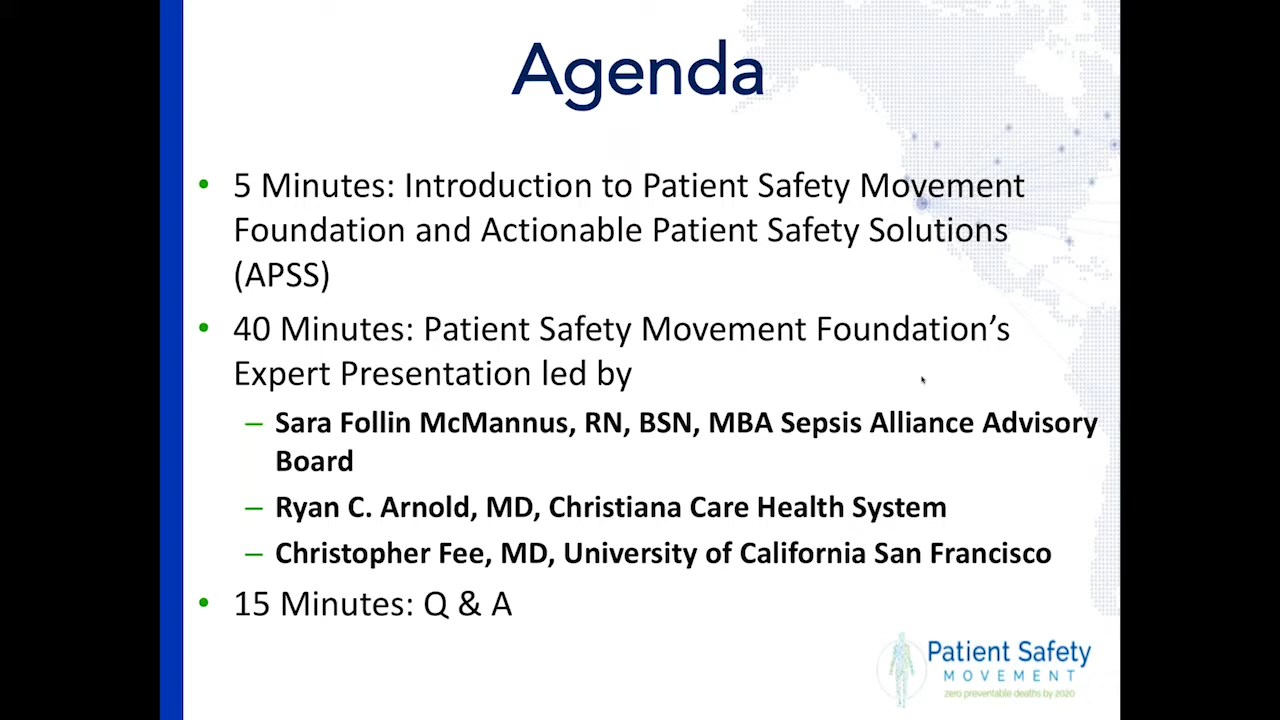 Agenda
• 5 Minutes: Introduction to Patient Safety Movement
Foundation and Actionable Patient Safety Solutions
(APSS)
• 40 Minutes: Patient Safety Movement Foundation’s
Expert Presentation led by
– Sara Follin McMannus, RN, BSN, MBA Sepsis Alliance Advisory
Board
– Ryan C. Arnold, MD, Christiana Care Health System
– Christopher Fee, MD, University of California San Francisco
• 15 Minutes: Q & A
Patient Safety
MOVEMENT
zero preventable deaths by 2020